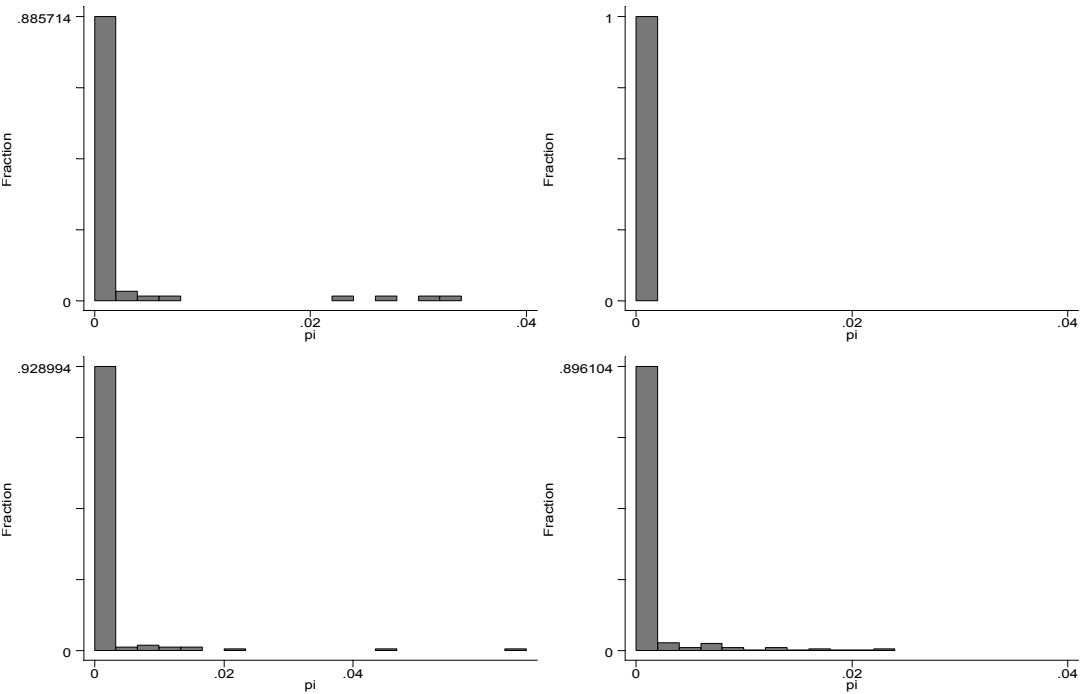 .885714
Fraction
0
0
.02
.04
pi
1
Fraction
0
0
.02
.04
pi
.928994
Fraction
0
0
.02
.04
pi
.896104
Fraction
0
0
.02
.04
pi